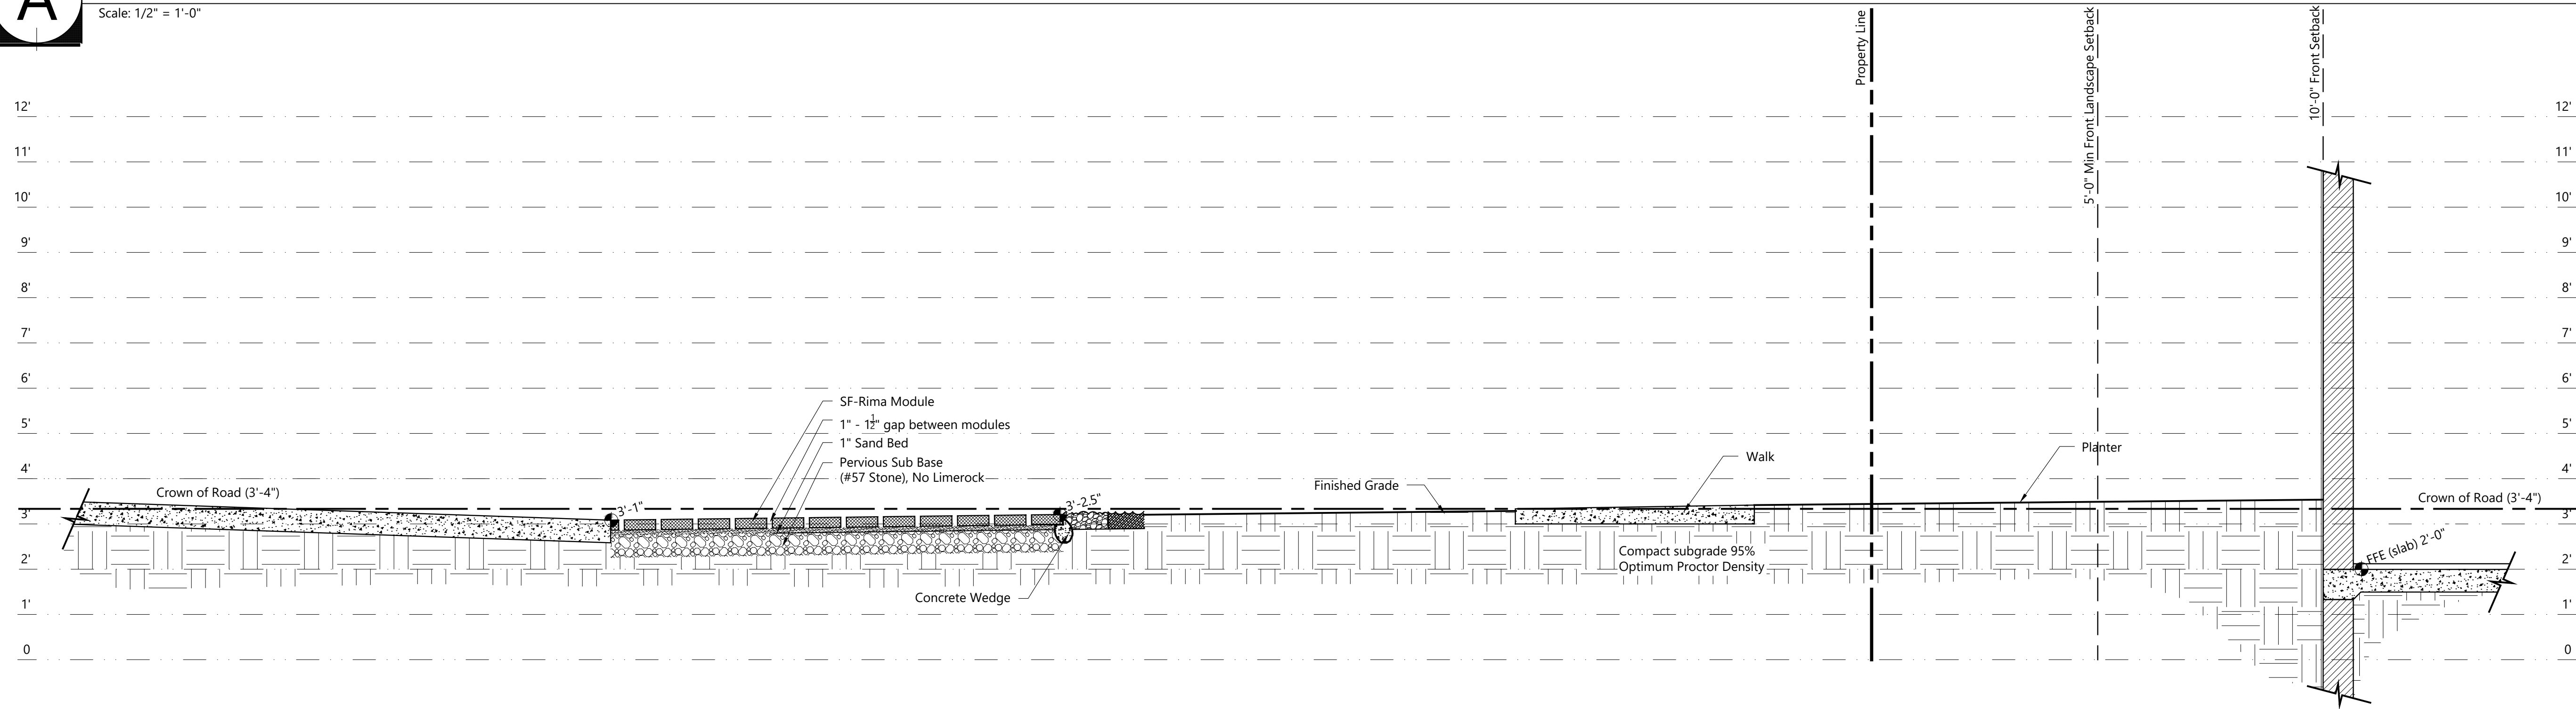 A
Scale: 1/2" = 1'-0"
Property Line
5'-0" Min Front Landscape Setback
10'-0" Front Setback
12'
12'
11'
11'
10'
10'
9'
9'
8'
8'
7'
7'
6'
6'
SF-Rima Module
5'
1" - 1 1/2" gap between modules
5'
1" Sand Bed
Planter
Walk
4'
Pervious Sub Base
(#57 Stone), No Limerock
4'
Finished Grade
Crown of Road (3'-4")
Crown of Road (3'-4")
3'
3'-1"
3'-2.5"
3'
FFE (slab) 2'-0"
Compact subgrade 95%
Optimum Proctor Density
2'
2'
Concrete Wedge
1'
1'
0
0